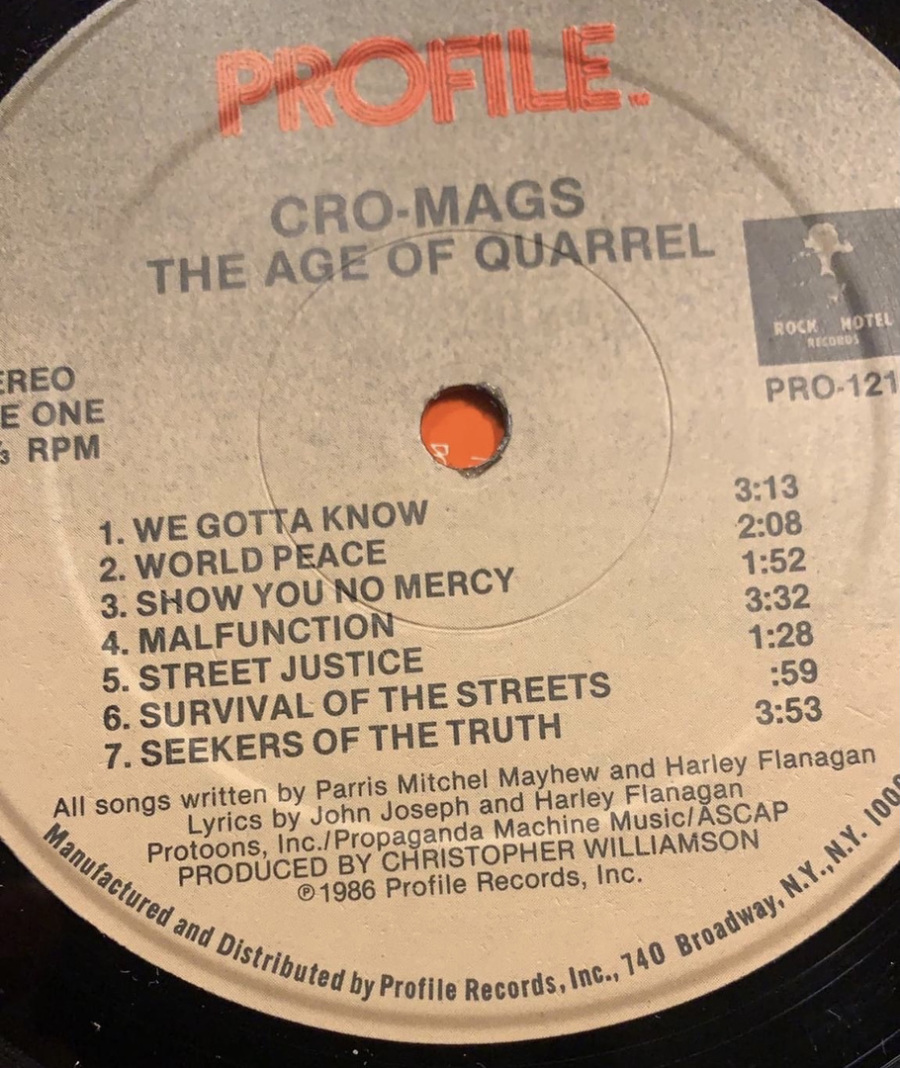 PROFILE™
CRO-MAGS
THE AGE OF QUARREL
ROCK HOTEL
RECORDS
PRO-121
EREO
E ONE
⅓ RPM
1. WE GOTTA KNOW 3:13
2. WORLD PEACE 2:08
3. SHOW YOU NO MERCY 1:52
4. MALFUNCTION 3:32
5. STREET JUSTICE 1:28
6. SURVIVAL OF THE STREETS :59
7. SEEKERS OF THE TRUTH 3:53
All songs written by Parris Mitchel Mayhew and Harley Flanagan
Lyrics by John Joseph and Harley Flanagan
Protoons, Inc./Propaganda Machine Music/ASCAP
PRODUCED BY CHRISTOPHER WILLIAMSON
℗1986 Profile Records, Inc.
Manufactured and Distributed by Profile Records, Inc., 740 Broadway, N.Y., N.Y. 100